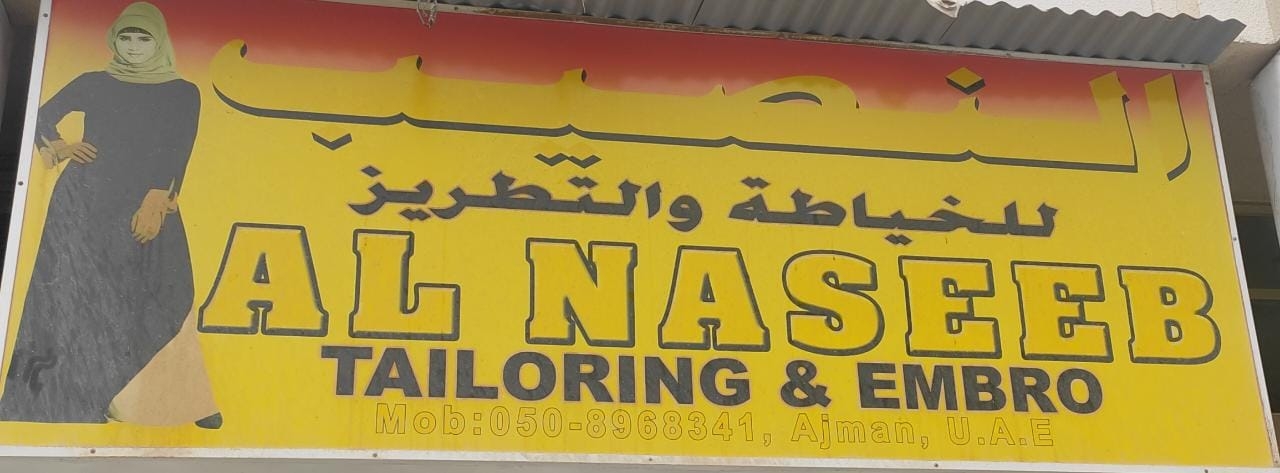 النصيب
للخياطة والتطريز
AL NASEEB
TAILORING & EMBRO
Mob:050-8968341, Ajman, U.A.E